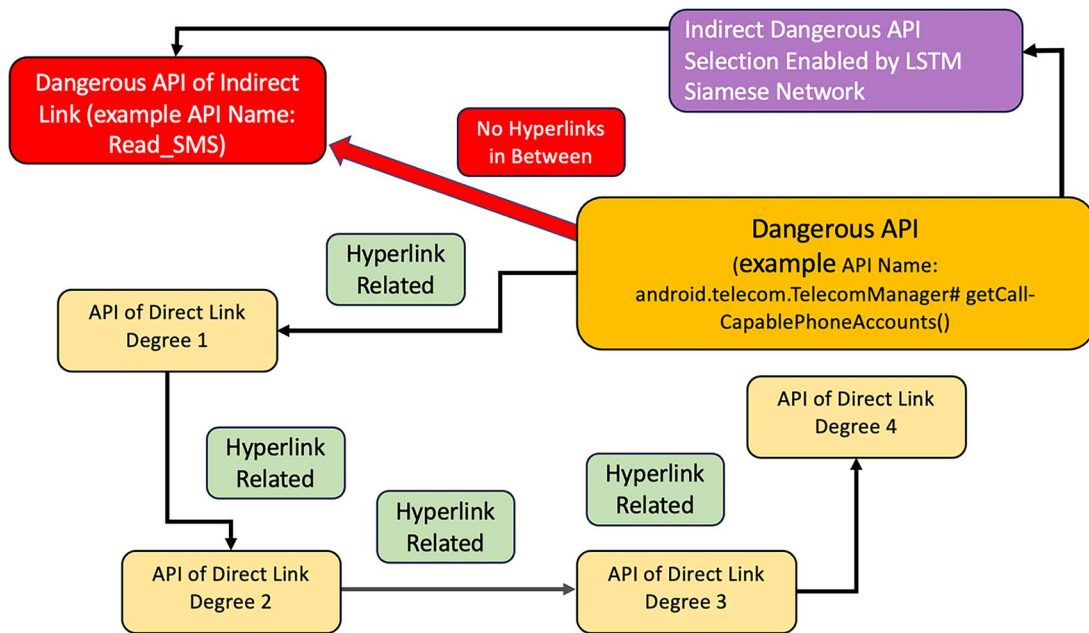 Indirect Dangerous API
Selection Enabled by LSTM
Siamese Network
Dangerous API of Indirect
Link (example API Name:
Read_SMS)
No Hyperlinks
in Between
Dangerous API
(example API Name:
android.telecom.TelecomManager# getCall-
CapablePhoneAccounts()
Hyperlink
Related
API of Direct Link
Degree 1
API of Direct Link
Degree 4
Hyperlink
Related
Hyperlink
Related
Hyperlink
Related
API of Direct Link
Degree 2
API of Direct Link
Degree 3